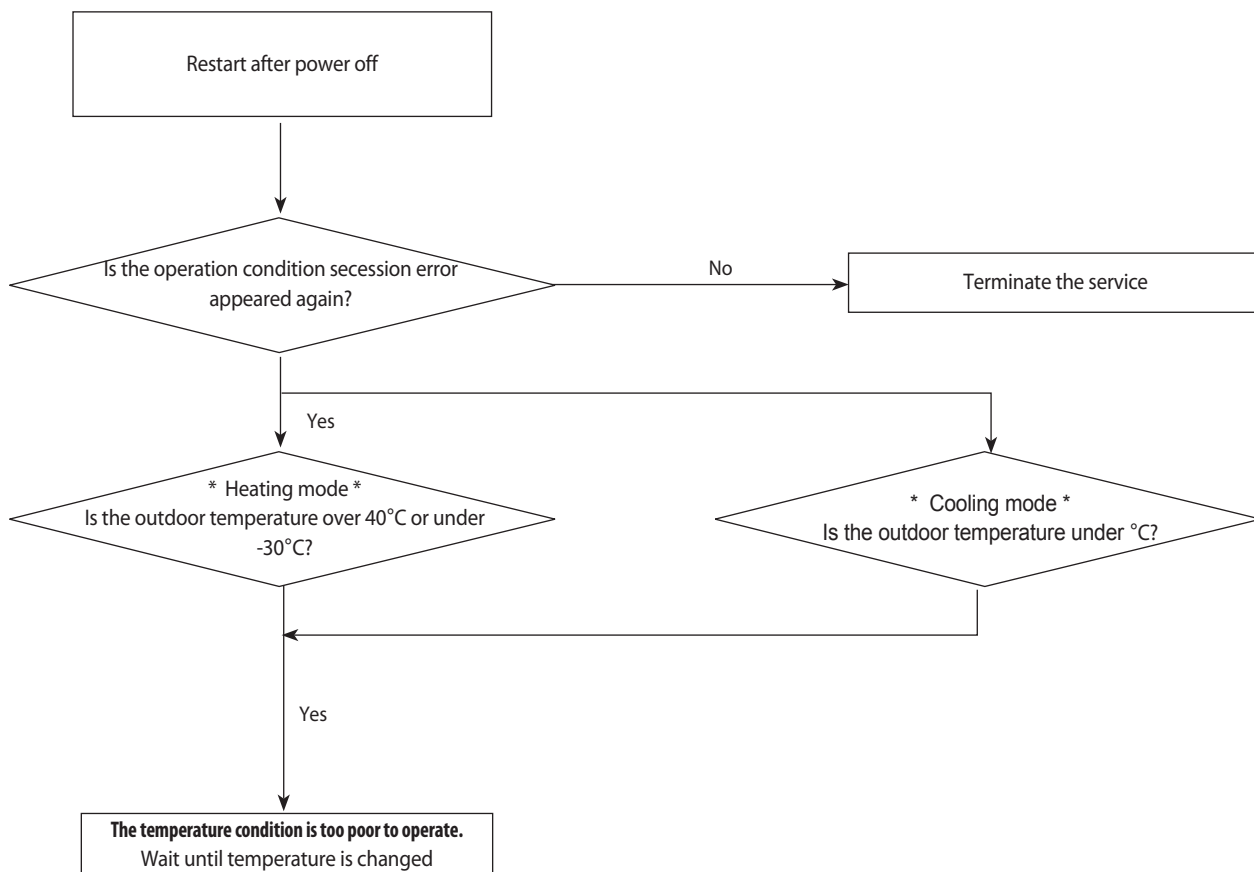 Restart after power off
Is the operation condition secession error
appeared again?
No
Terminate the service
Yes
* Heating mode *
Is the outdoor temperature over 40°C or under
-30°C?
* Cooling mode *
Is the outdoor temperature under °C?
Yes
The temperature condition is too poor to operate.
Wait until temperature is changed